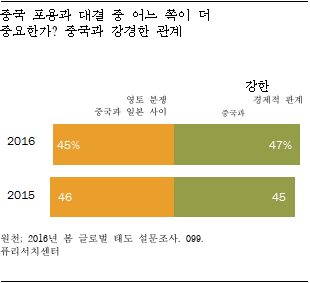 중국 포용과 대결 중 어느 쪽이 더
중요한가? 중국과 강경한 관계
강한
영토 분쟁
경제적 관계
중국과 일본 사이
중국과
2016
45%
47%
2015
46
45
원천; 2016년 봄 글로벌 태도 설문조사. 099.
퓨리서치센터